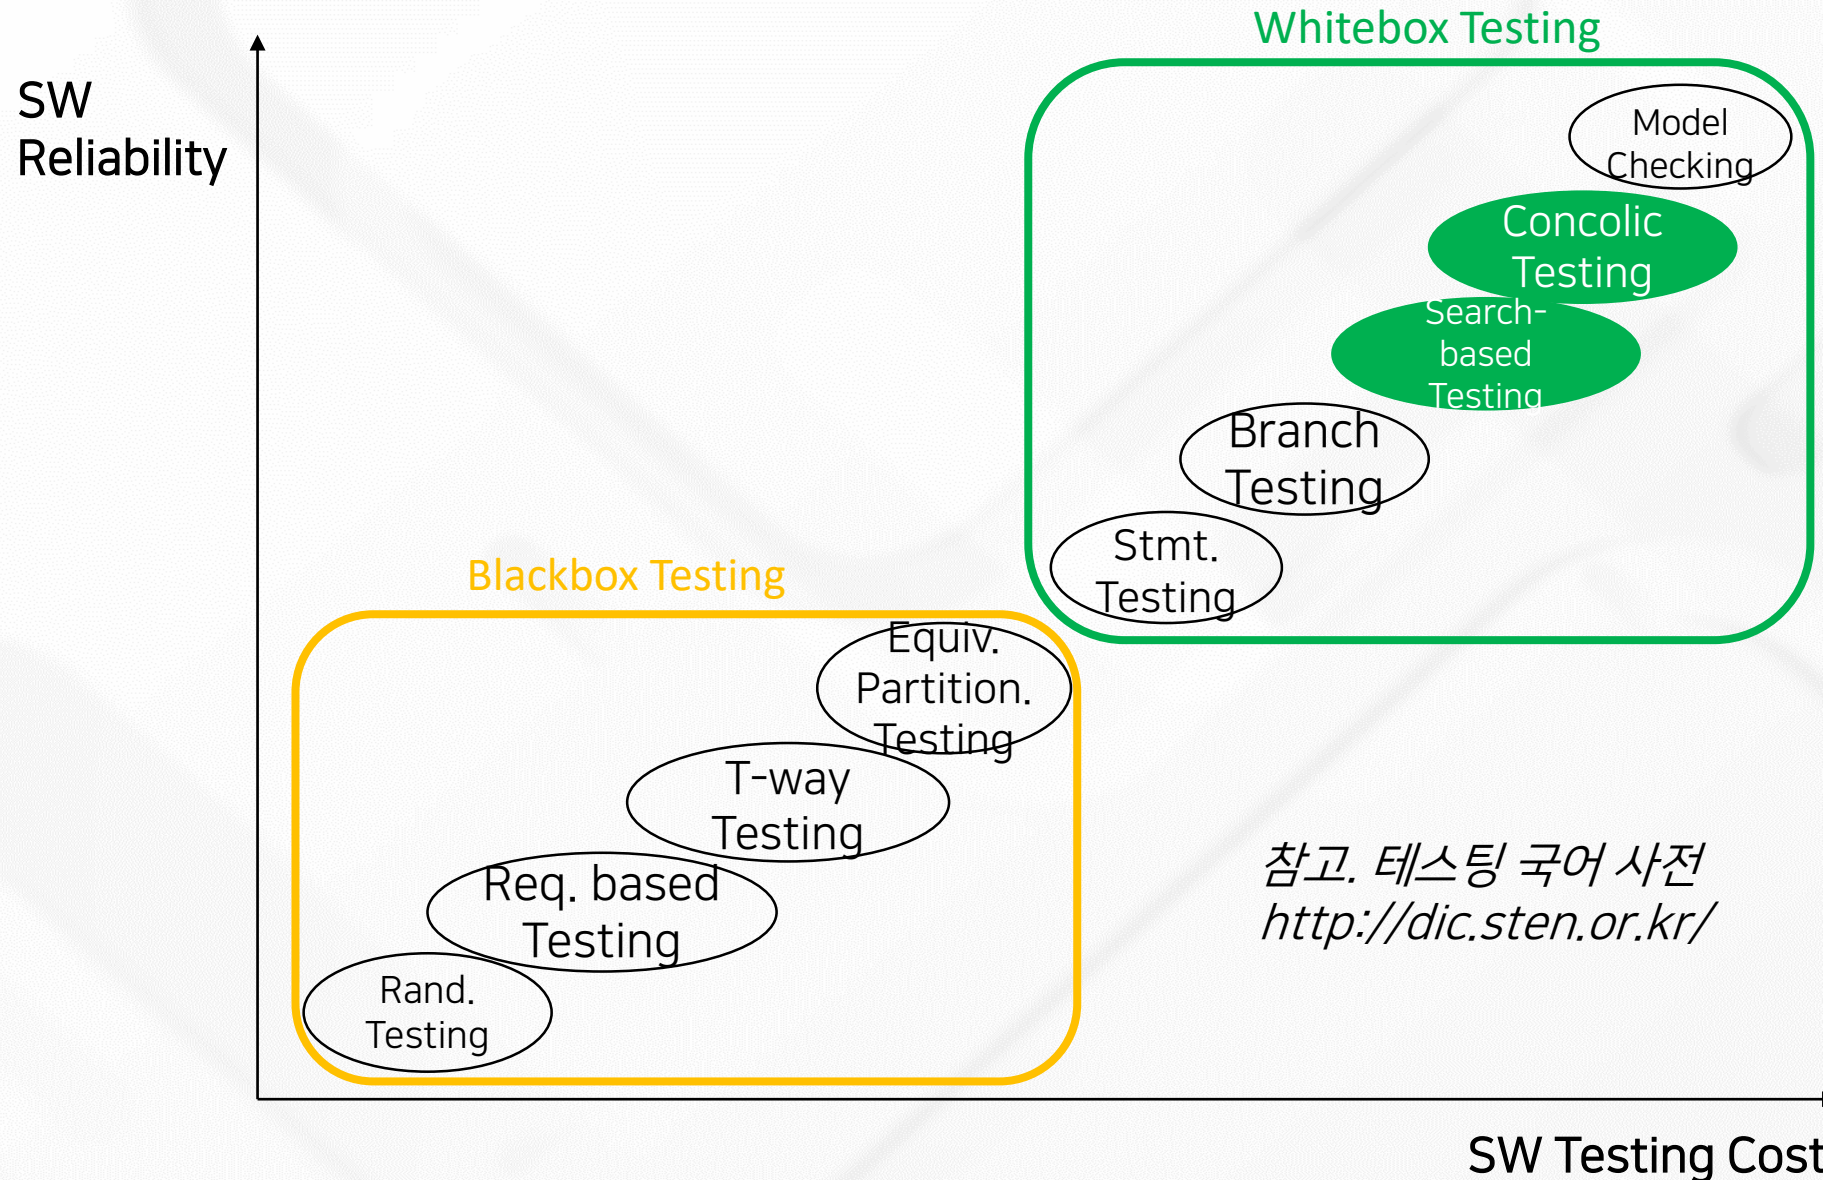 Whitebox Testing
SW
Reliability
Model
Checking
Concolic
Testing
Search-
based
Testing
Branch
Testing
Stmt.
Testing
Blackbox Testing
Equiv.
Partition.
Testing
T-way
Testing
Req. based
Testing
Rand.
Testing
참고. 테스팅 국어 사전
http://dic.sten.or.kr/
SW Testing Cost